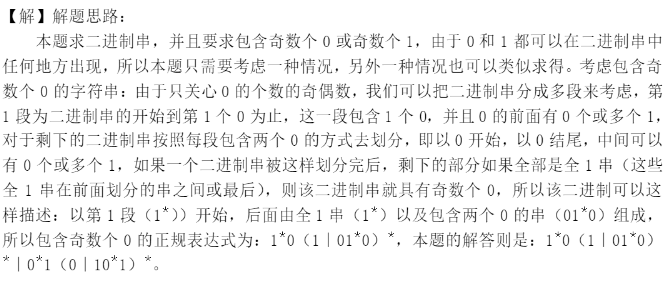 【解】解题思路：
本题求二进制串，并且要求包含奇数个 0 或奇数个 1，由于 0 和 1 都可以在二进制串中
任何地方出现，所以本题只需要考虑一种情况，另外一种情况也可以类似求得。考虑包含奇
数个 0 的字符串：由于只关心 0 的个数的奇偶数，我们可以把二进制串分成多段来考虑，第
1 段为二进制串的开始到第 1 个 0 为止，这一段包含 1 个 0，并且 0 的前面有 0 个或多个 1，
对于剩下的二进制串按照每段包含两个 0 的方式去划分，即以 0 开始，以 0 结尾，中间可以
有 0 个或多个 1，如果一个二进制串被这样划分完后，剩下的部分如果全部是全 1 串（这些
全 1 串在前面划分的串之间或最后），则该二进制串就具有奇数个 0，所以该二进制可以这
样描述：以第 1 段（1*））开始，后面由全 1 串（1*）以及包含两个 0 的串（01*0）组成，
所以包含奇数个 0 的正规表达式为：1*0（1｜01*0）*，本题的解答则是：1*0（1｜01*0）
*｜0*1（0｜10*1）*。